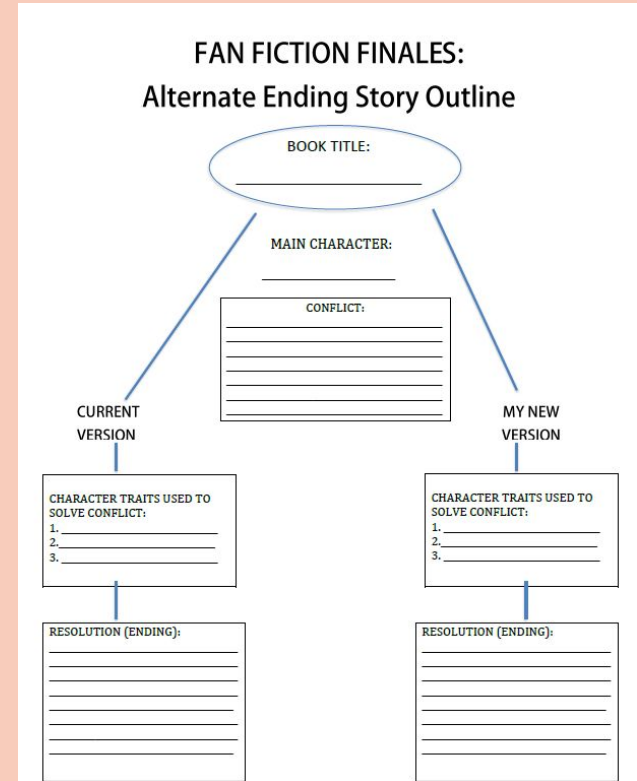 FAN FICTION FINALES:
Alternate Ending Story Outline
BOOK TITLE:
MAIN CHARACTER:
CONFLICT:
CURRENT
VERSION
CHARACTER TRAITS USED TO
SOLVE CONFLICT:
1.
2.
3.
RESOLUTION (ENDING):
MY NEW
VERSION
CHARACTER TRAITS USED TO
SOLVE CONFLICT:
1.
2.
3.
RESOLUTION (ENDING):